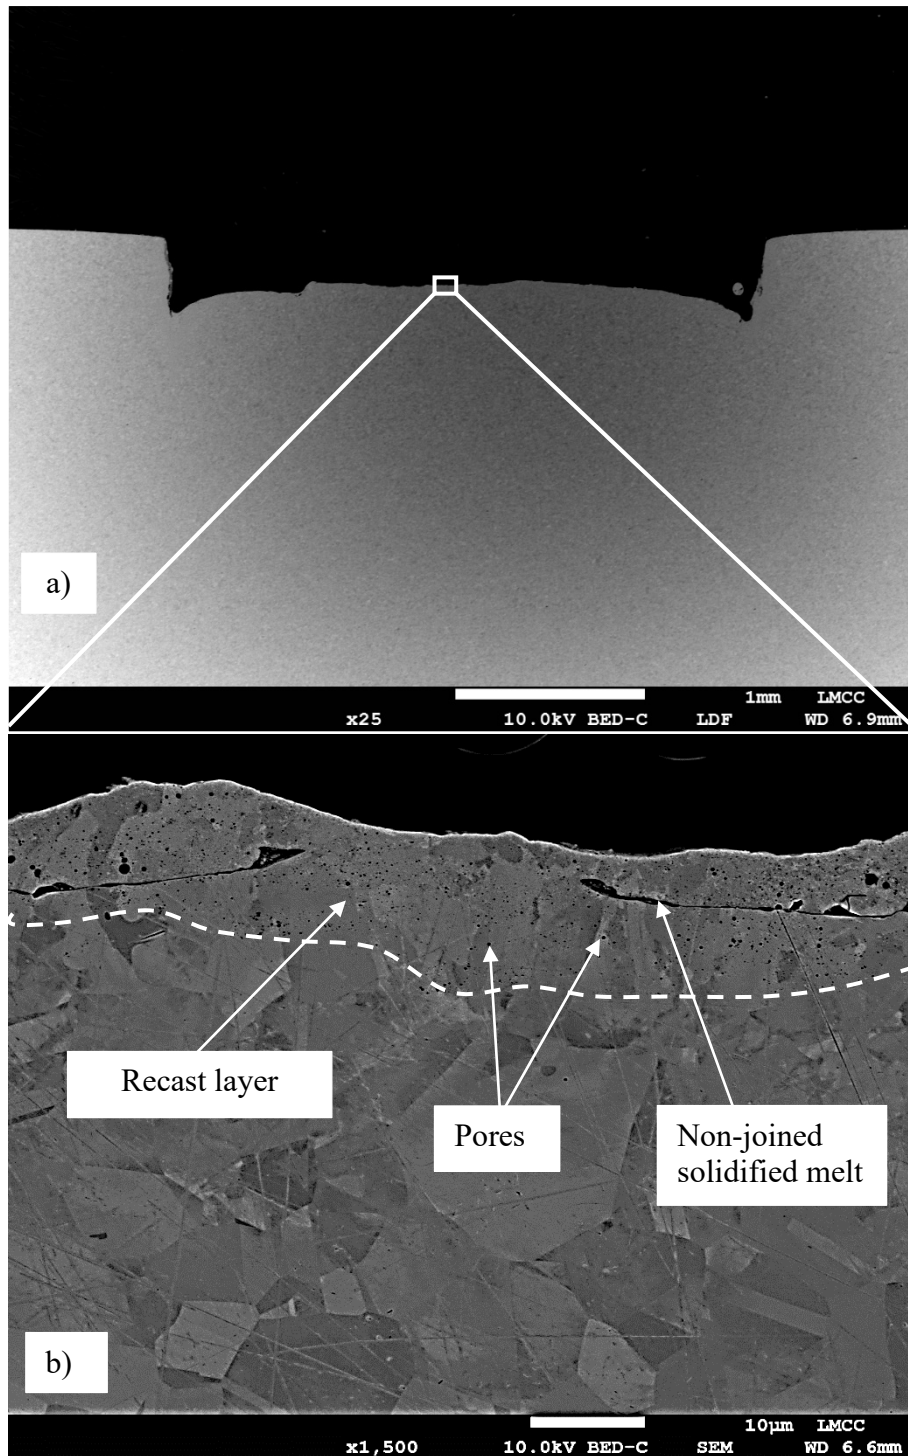 a)
1mm LMCC
x25 10.0kV BED-C LDF WD 6.9mm
Recast layer
Pores
Non-joined
solidified melt
b)
10µm LMCC
x1,500 10.0kV BED-C SEM WD 6.6mm